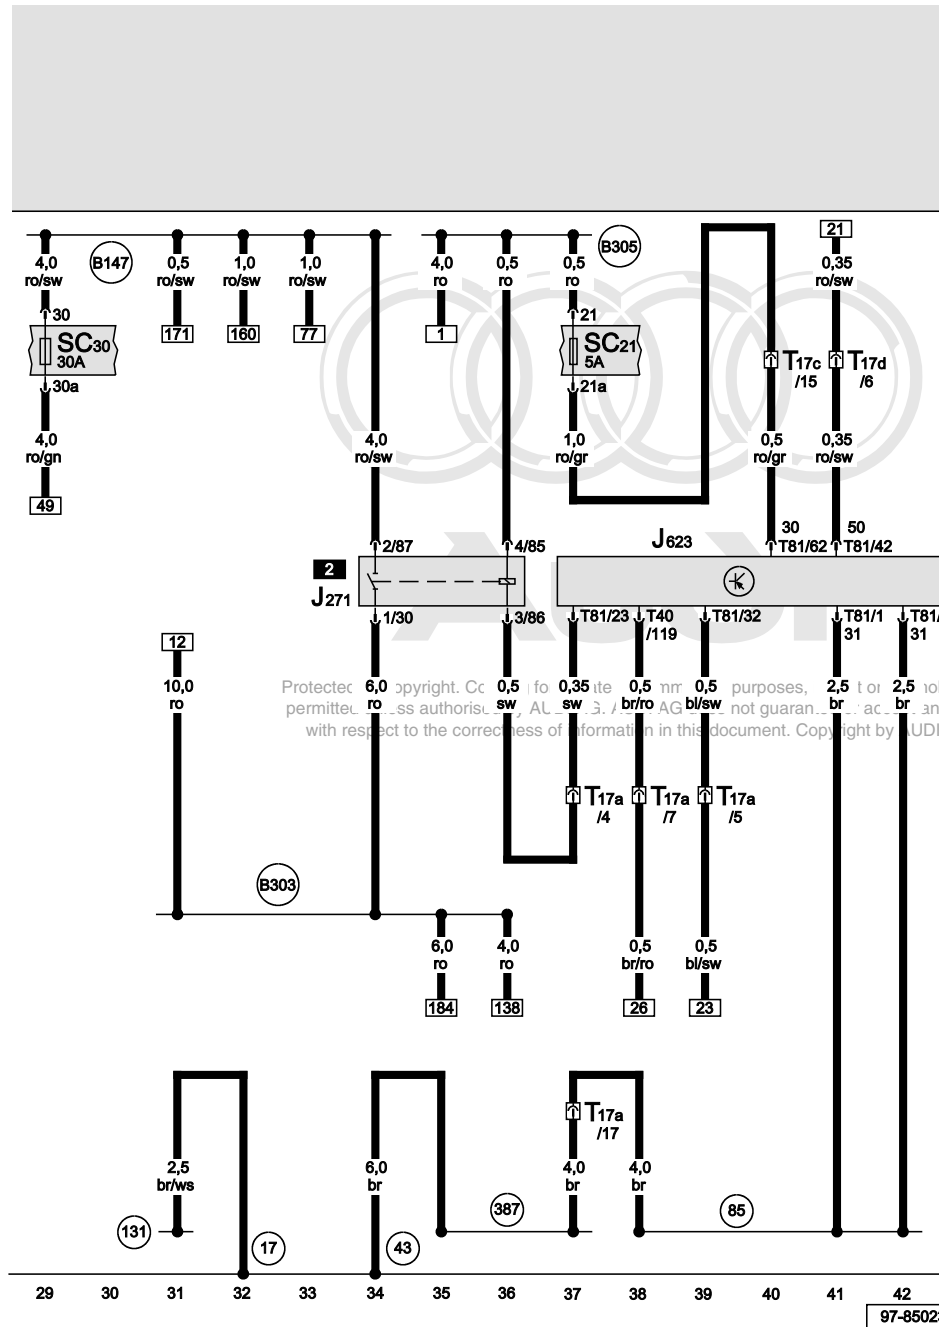 B147
B305
21
4,0
ro/sw
0,5
ro/sw
1,0
ro/sw
1,0
ro/sw
4,0
ro
0,5
ro
0,5
ro
0,35
ro/sw
30
SC30
30A
30a
171
160
77
1
21
SC21
5A
21a
T17c
/15
T17d
/6
4,0
ro/gn
4,0
ro/sw
1,0
ro/gr
0,5
ro/gr
0,35
ro/sw
49
2/87
4/85
J623
30
T81/62
50
T81/42
2
J271
1/30
3/86
T81/23
T40
/119
T81/32
T81/1
31
T81/
31
12
10,0
ro
6,0
ro
0,5
sw
0,35
sw
0,5
br/ro
0,5
bl/sw
2,5
br
2,5
br
Protected opyright. for purposes,
permitted authorised AUDI AG. AG not
with respect to the correctness of information in this document. Copyright by AUDI
T17a
/4
T17a
/7
T17a
/5
B303
6,0
ro
4,0
ro
0,5
br/ro
0,5
bl/sw
184
138
26
23
T17a
/17
2,5
br/ws
6,0
br
4,0
br
4,0
br
131
17
43
387
85
29 30 31 32 33 34 35 36 37 38 39 40 41 42